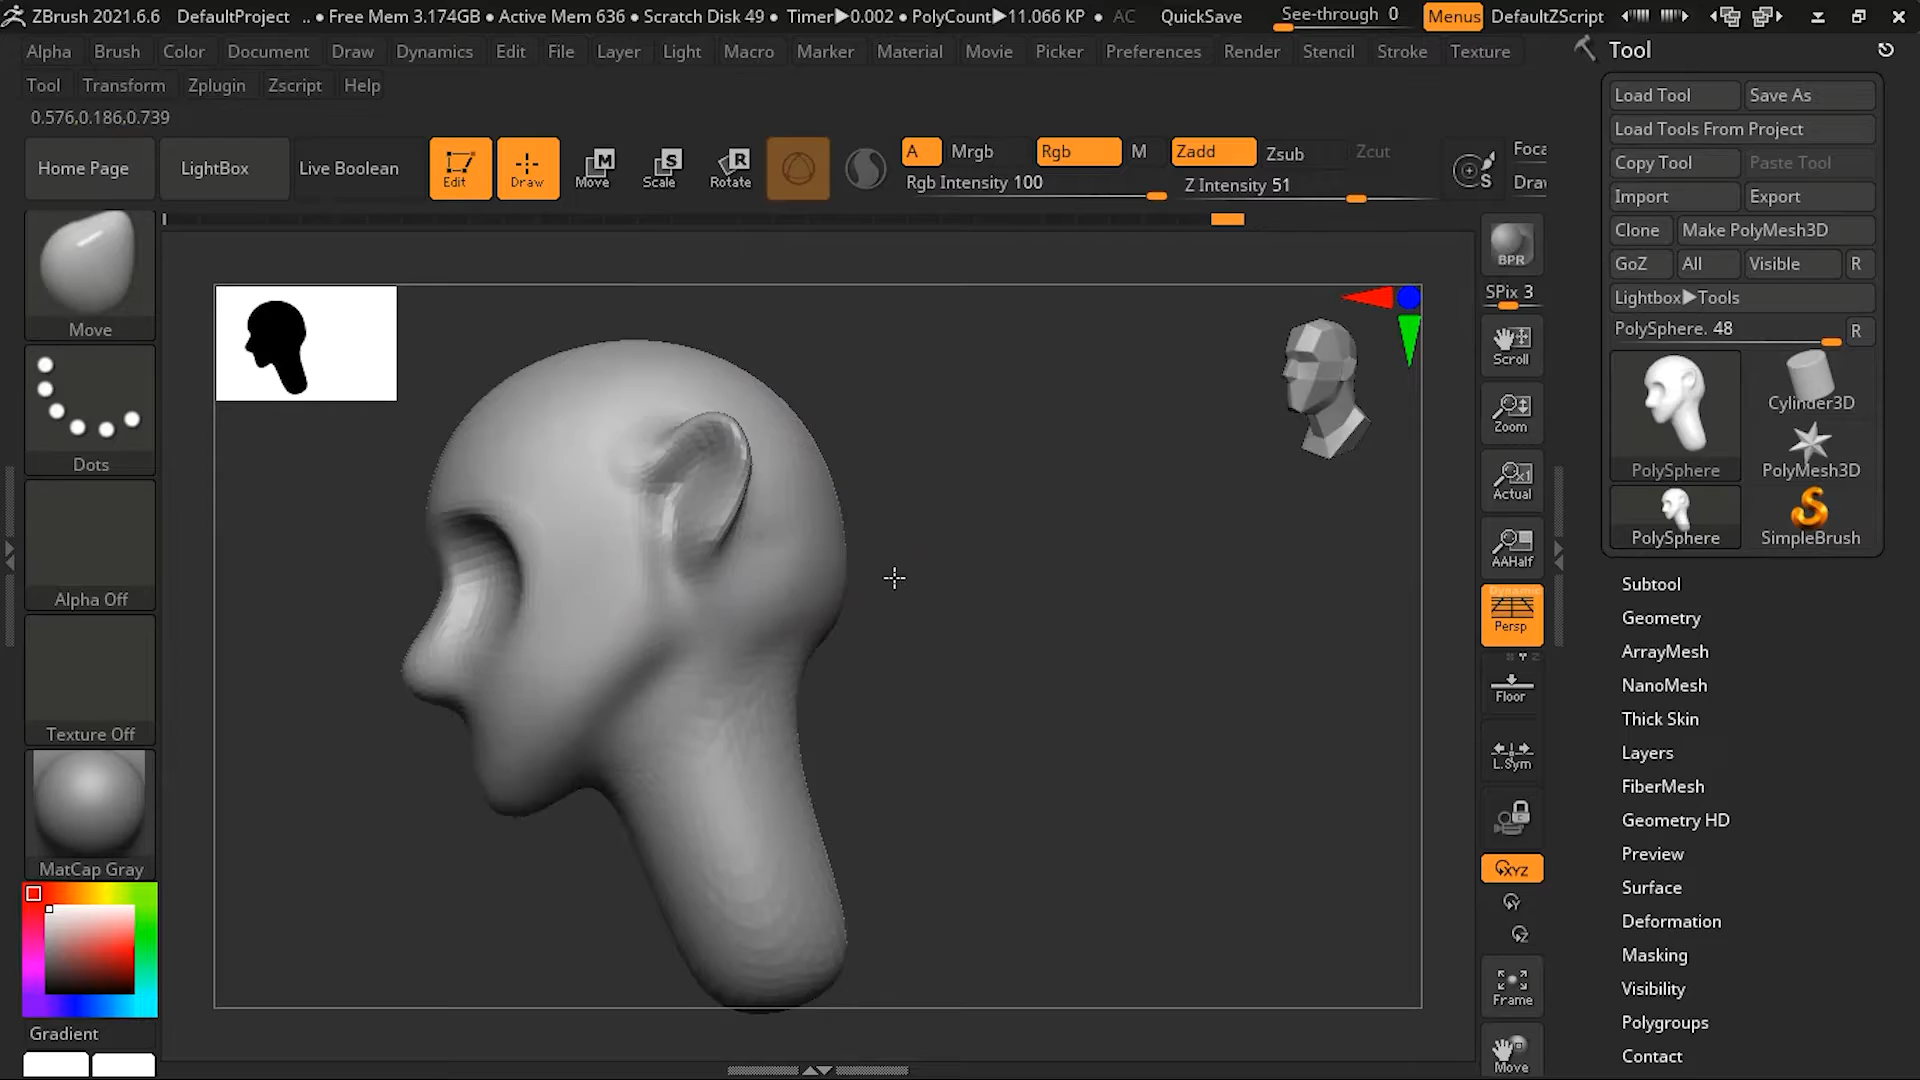 ZBrush 2021.6.6 DefaultProject .. • Free Mem 3.174GB • Active Mem 636 • Scratch Disk 49 • Timer▶0.002 • PolyCount▶11.066 KP • AC QuickSave See-through 0 Menus DefaultZScript
Alpha Brush Color Document Draw Dynamics Edit File Layer Light Macro Marker Material Movie Picker Preferences Render Stencil Stroke Texture
Tool Transform Zplugin Zscript Help
0.576,0.186,0.739
Home Page LightBox Live Boolean Edit Draw M Move S Scale R Rotate
A Mrgb Rgb M Zadd Zsub Zcut
Rgb Intensity 100 Z Intensity 51
S
Foca
Drav
Move
Dots
Alpha Off
Texture Off
MatCap Gray
Gradient
BPR
SPix 3
Scroll
Zoom
x1
Actual
AAHalf
Dynamic
Persp
Floor
L.Sym
XYZ
Y
Z
Frame
Move
Tool
Load Tool Save As
Load Tools From Project
Copy Tool Paste Tool
Import Export
Clone Make PolyMesh3D
GoZ All Visible R
Lightbox▶Tools
PolySphere. 48 R
Cylinder3D
PolySphere PolyMesh3D
PolySphere SimpleBrush
Subtool
Geometry
ArrayMesh
NanoMesh
Thick Skin
Layers
FiberMesh
Geometry HD
Preview
Surface
Deformation
Masking
Visibility
Polygroups
Contact